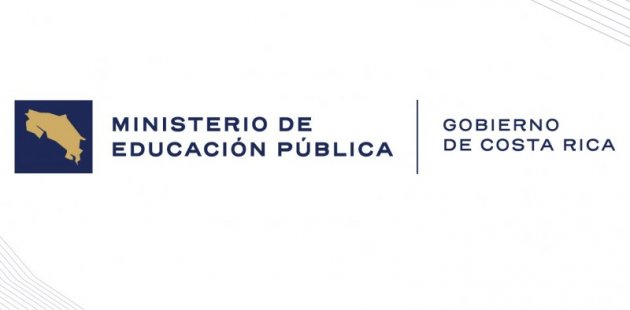 MINISTERIO DE
EDUCACIÓN PÚBLICA
GOBIERNO
DE COSTA RICA